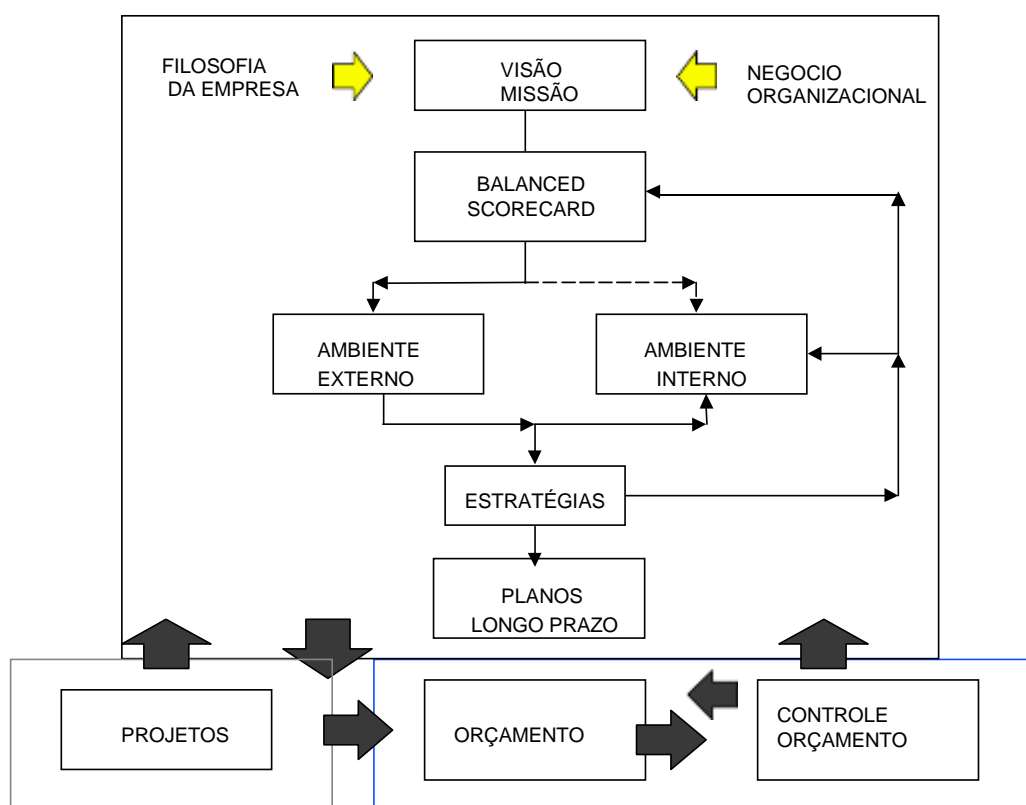 FILOSOFIA
DA EMPRESA
VISÃO
MISSÃO
NEGOCIO
ORGANIZACIONAL
BALANCED
SCORECARD
AMBIENTE
EXTERNO
AMBIENTE
INTERNO
ESTRATÉGIAS
PLANOS
LONGO PRAZO
PROJETOS
ORÇAMENTO
CONTROLE
ORÇAMENTO